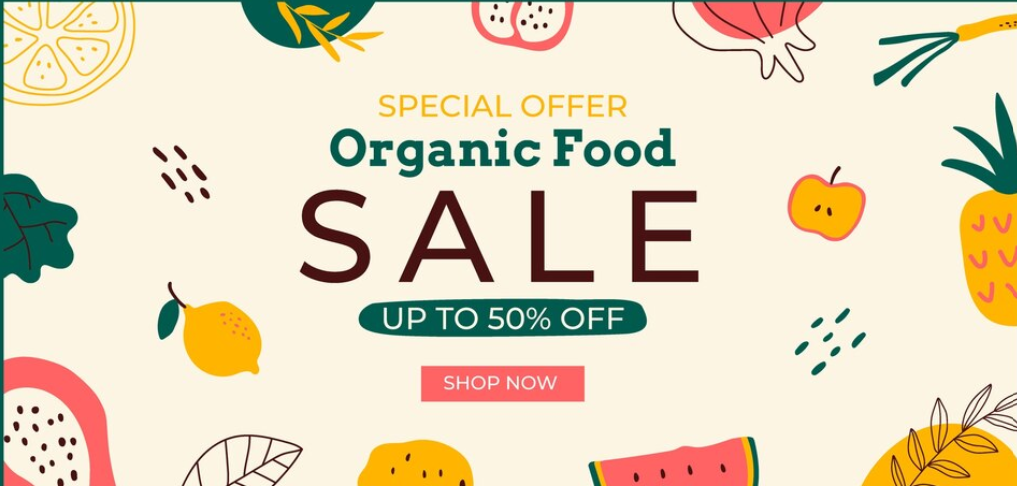 SPECIAL OFFER
Organic Food
SALE
UP TO 50% OFF
SHOP NOW